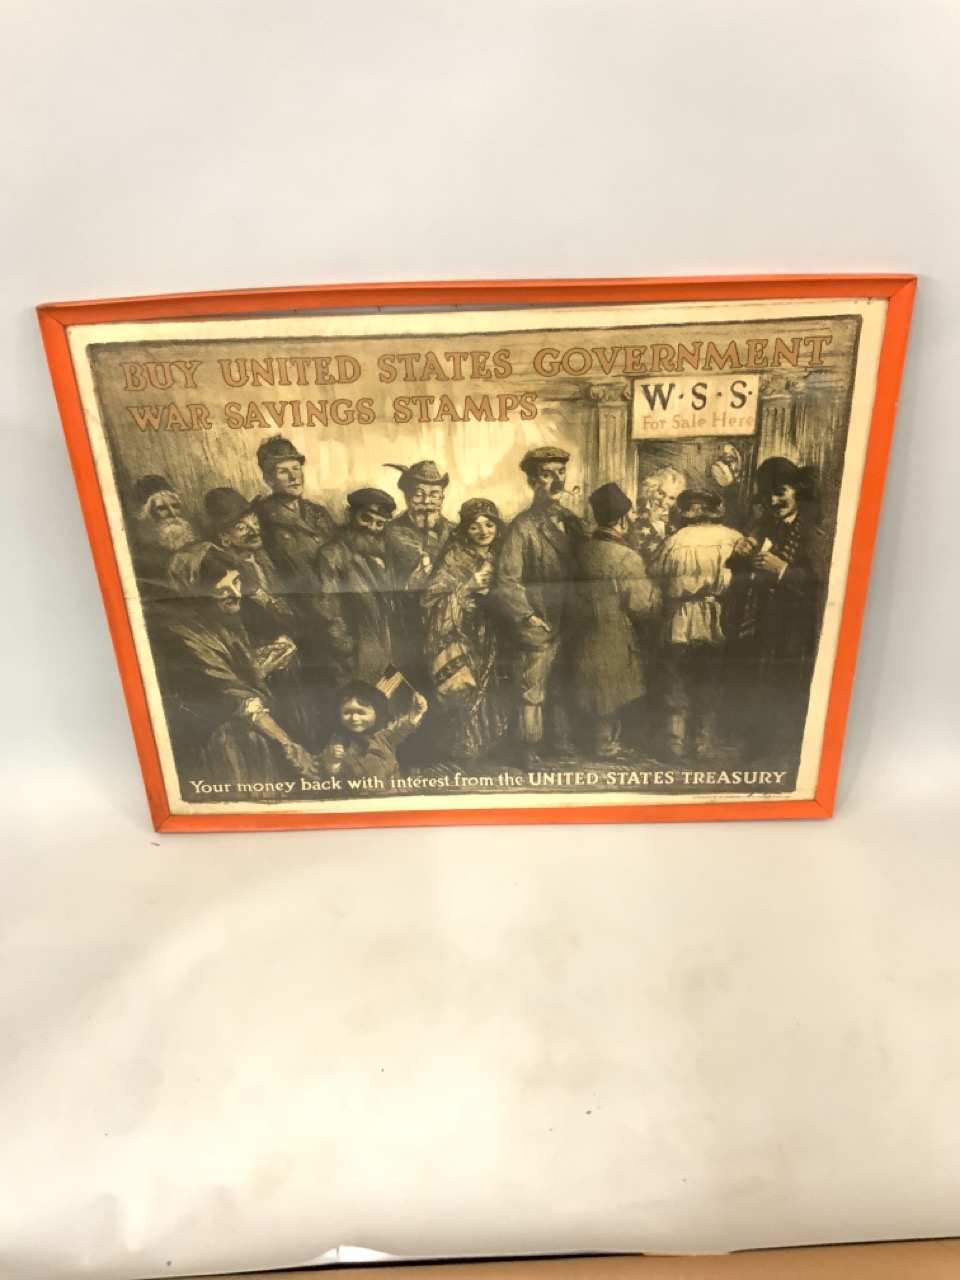 BUY UNITED STATES GOVERNMENT
WAR SAVINGS STAMPS
W·S·S·
For Sale Here
Your money back with interest from the UNITED STATES TREASURY